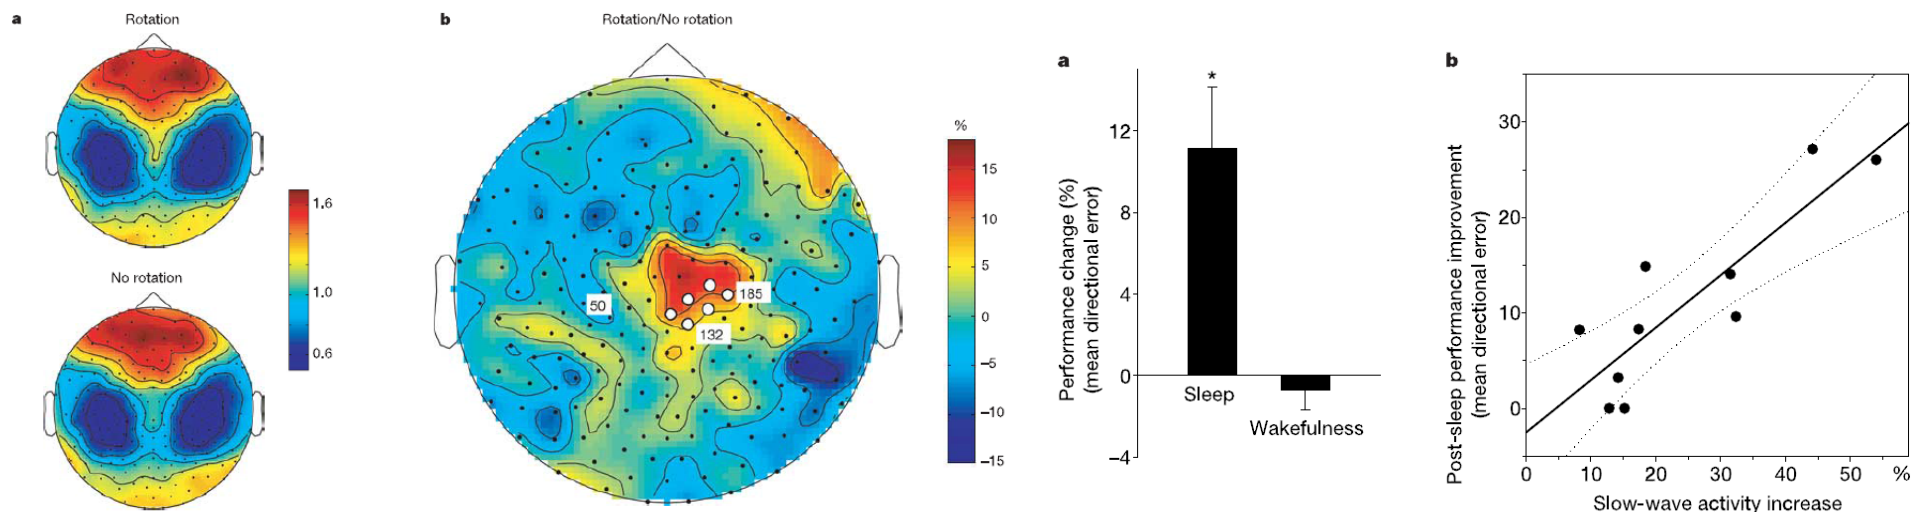 a
Rotation
1,6
1.0
0.6
No rotation
b
Rotation/No rotation
50
185
132
%
15
10
5
0
−5
−10
−15
a
Performance change (%)
(mean directional error)
12
8
4
0
−4
*
Sleep
Wakefulness
b
Post-sleep performance improvement
(mean directional error)
30
20
10
0
0 10 20 30 40 50 %
Slow-wave activity increase